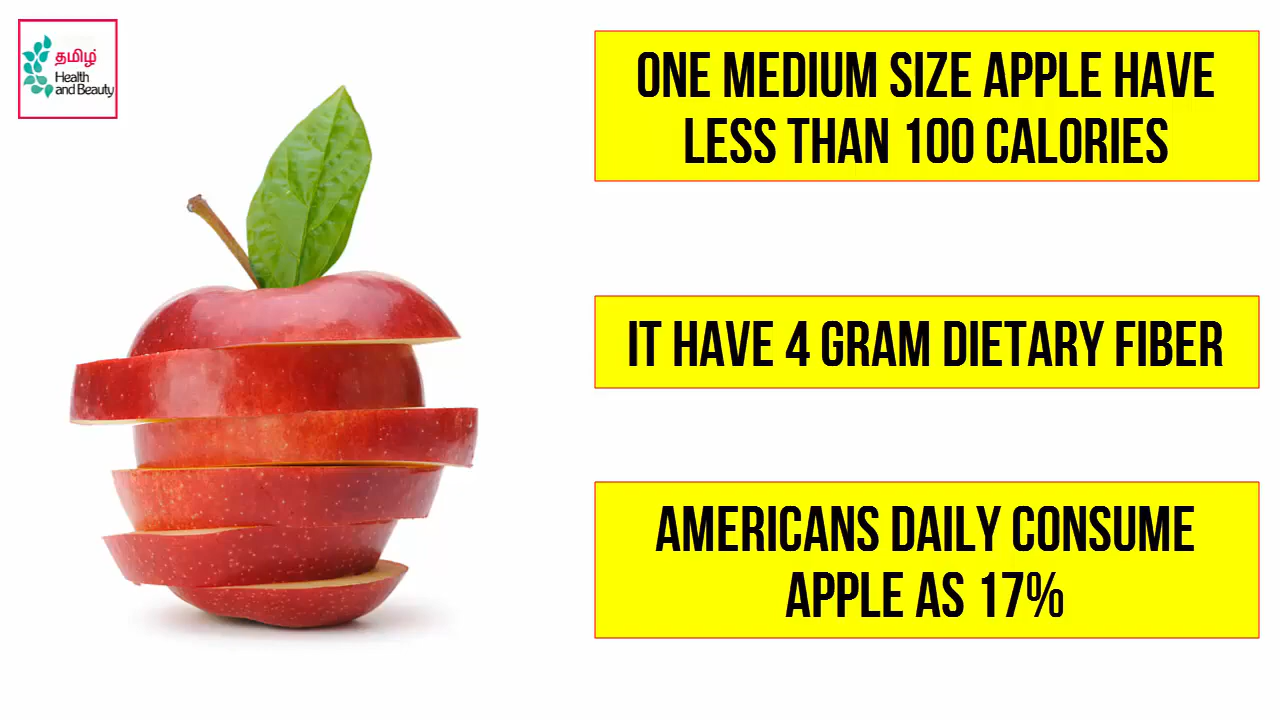 தமிழ்
Health
and Beauty
ONE MEDIUM SIZE APPLE HAVE
LESS THAN 100 CALORIES
IT HAVE 4 GRAM DIETARY FIBER
AMERICANS DAILY CONSUME
APPLE AS 17%